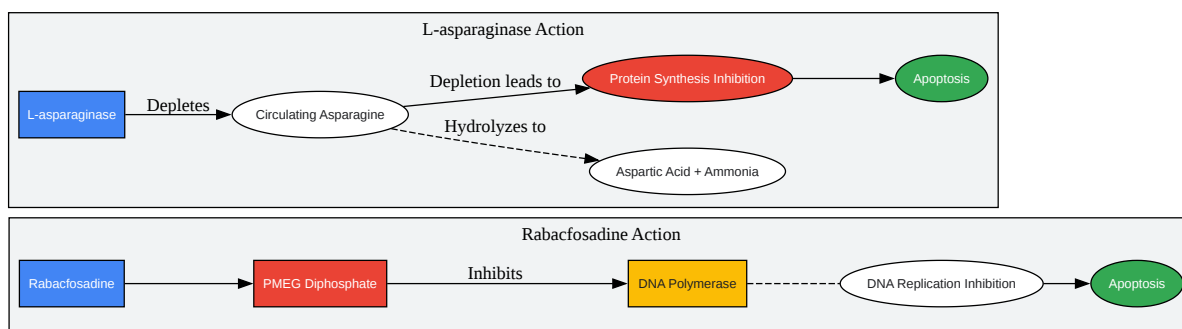 L-asparaginase Action
L-asparaginase
Depletes
Circulating Asparagine
Depletion leads to
Protein Synthesis Inhibition
Apoptosis
Hydrolyzes to
Aspartic Acid + Ammonia
Rabacfosadine Action
Rabacfosadine
PMEG Diphosphate
Inhibits
DNA Polymerase
DNA Replication Inhibition
Apoptosis